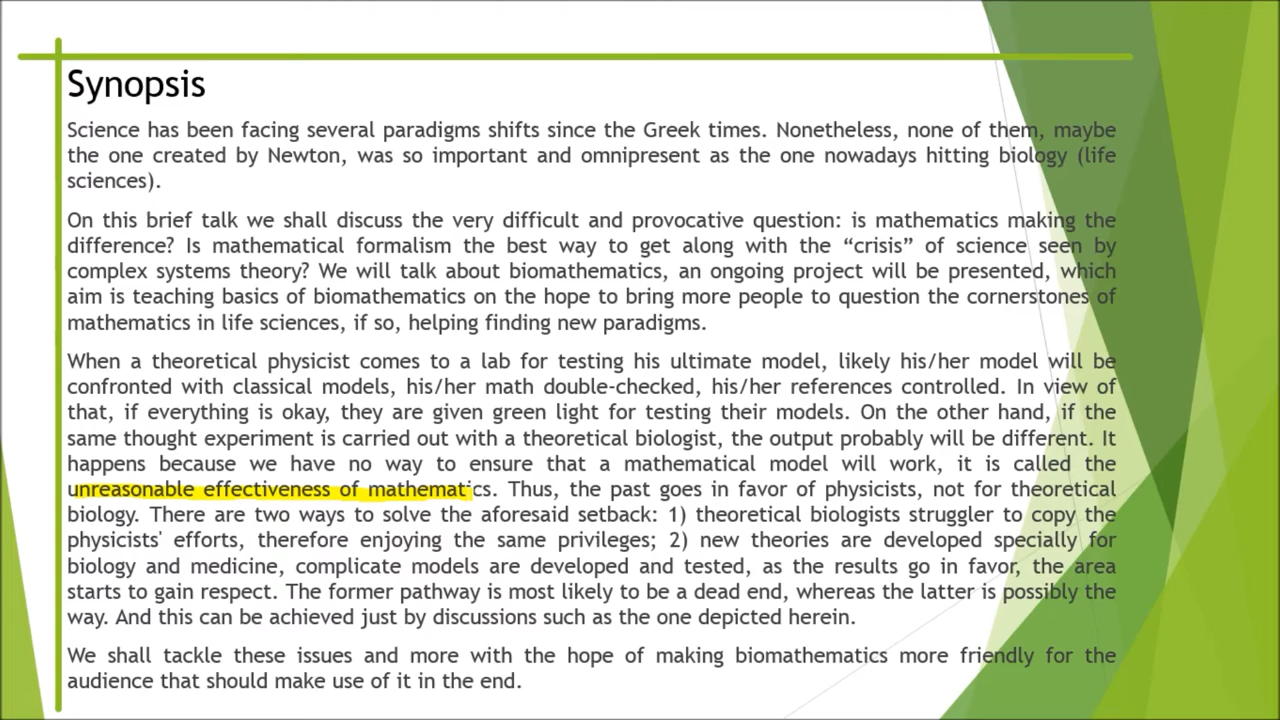 Synopsis
Science has been facing several paradigms shifts since the Greek times. Nonetheless, none of them, maybe
the one created by Newton, was so important and omnipresent as the one nowadays hitting biology (life
sciences).
On this brief talk we shall discuss the very difficult and provocative question: is mathematics making the
difference? Is mathematical formalism the best way to get along with the “crisis” of science seen by
complex systems theory? We will talk about biomathematics, an ongoing project will be presented, which
aim is teaching basics of biomathematics on the hope to bring more people to question the cornerstones of
mathematics in life sciences, if so, helping finding new paradigms.
When a theoretical physicist comes to a lab for testing his ultimate model, likely his/her model will be
confronted with classical models, his/her math double-checked, his/her references controlled. In view of
that, if everything is okay, they are given green light for testing their models. On the other hand, if the
same thought experiment is carried out with a theoretical biologist, the output probably will be different. It
happens because we have no way to ensure that a mathematical model will work, it is called the
unreasonable effectiveness of mathematics. Thus, the past goes in favor of physicists, not for theoretical
biology. There are two ways to solve the aforesaid setback: 1) theoretical biologists struggler to copy the
physicists' efforts, therefore enjoying the same privileges; 2) new theories are developed specially for
biology and medicine, complicate models are developed and tested, as the results go in favor, the area
starts to gain respect. The former pathway is most likely to be a dead end, whereas the latter is possibly the
way. And this can be achieved just by discussions such as the one depicted herein.
We shall tackle these issues and more with the hope of making biomathematics more friendly for the
audience that should make use of it in the end.